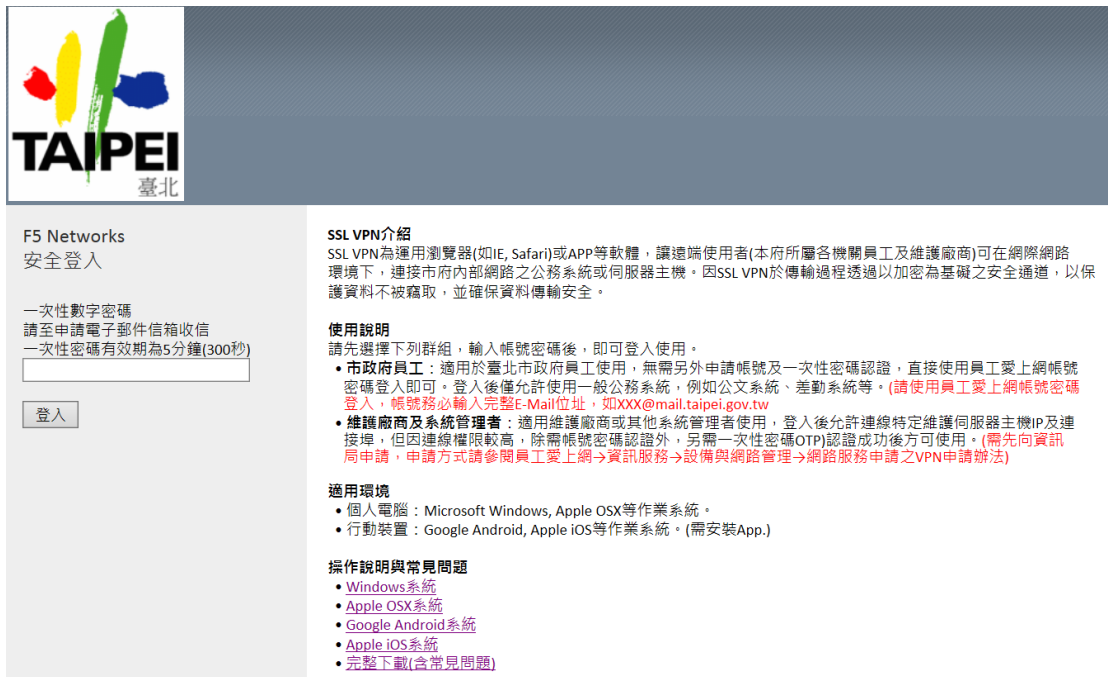 TAIPEI
臺北
F5 Networks
安全登入
一次性數字密碼
請至申請電子郵件信箱收信
一次性密碼有效期為5分鐘(300秒)
登入
SSL VPN介紹
SSL VPN為運用瀏覽器(如IE, Safari)或APP等軟體，讓遠端使用者(本府所屬各機關員工及維護廠商)可在網際網路
環境下，連接市府內部網路之公務系統或伺服器主機。因SSL VPN於傳輸過程透過以加密為基礎之安全通道，以保
護資料不被竊取，並確保資料傳輸安全。
使用說明
請先選擇下列群組，輸入帳號密碼後，即可登入使用。
• 市政府員工：適用於臺北市政府員工使用，無需另外申請帳號及一次性密碼認證，直接使用員工愛上網帳號
密碼登入即可。登入後僅允許使用一般公務系統，例如公文系統、差勤系統等。(請使用員工愛上網帳號密碼
登入，帳號務必輸入完整E-Mail位址，如XXX@mail.taipei.gov.tw
• 維護廠商及系統管理者：適用維護廠商或其他系統管理者使用，登入後允許連線特定維護伺服器主機IP及連
接埠，但因連線權限較高，除需帳號密碼認證外，另需一次性密碼OTP)認證成功後方可使用。(需先向資訊
局申請，申請方式請參閱員工愛上網→資訊服務→設備與網路管理→網路服務申請之VPN申請辦法)
適用環境
• 個人電腦：Microsoft Windows, Apple OSX等作業系統。
• 行動裝置：Google Android, Apple iOS等作業系統。(需安裝App.)
操作說明與常見問題
• Windows系統
• Apple OSX系統
• Google Android系統
• Apple iOS系統
• 完整下載(含常見問題)